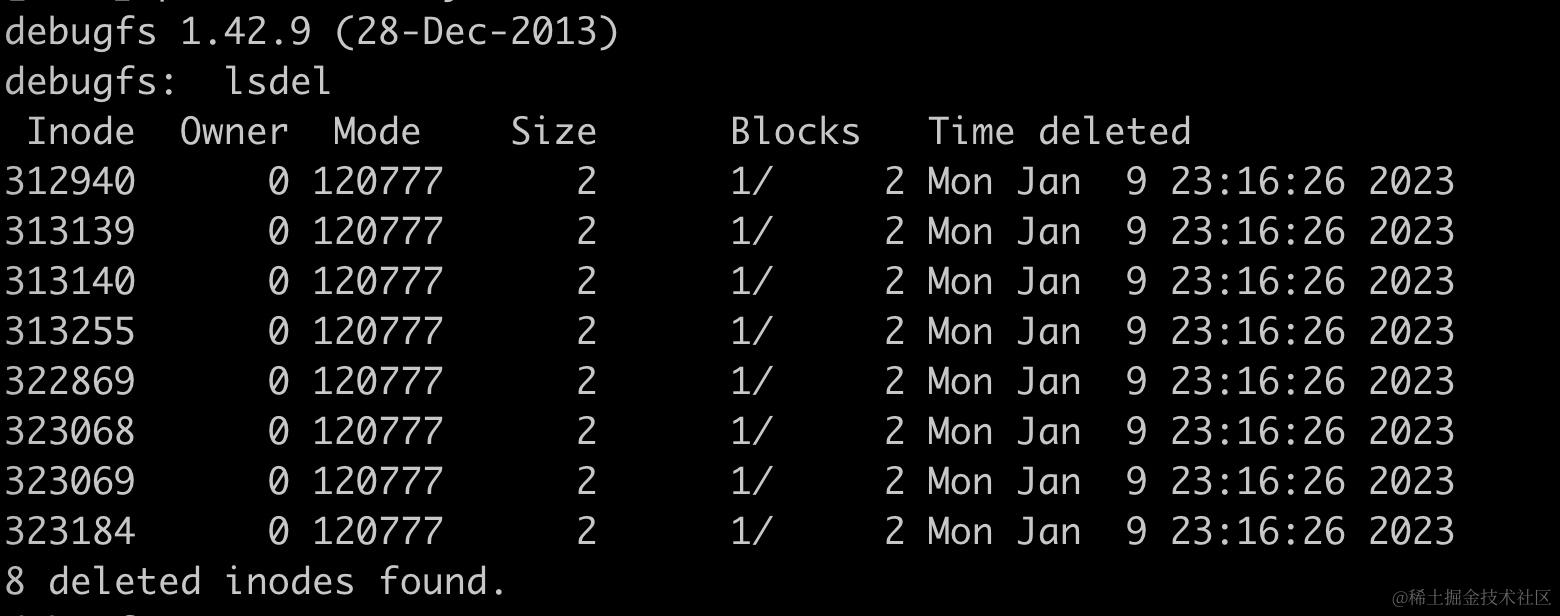 debugfs 1.42.9 (28-Dec-2013)
debugfs:  lsdel
 Inode  Owner  Mode    Size      Blocks   Time deleted
312940      0 120777      2      1/     2 Mon Jan  9 23:16:26 2023
313139      0 120777      2      1/     2 Mon Jan  9 23:16:26 2023
313140      0 120777      2      1/     2 Mon Jan  9 23:16:26 2023
313255      0 120777      2      1/     2 Mon Jan  9 23:16:26 2023
322869      0 120777      2      1/     2 Mon Jan  9 23:16:26 2023
323068      0 120777      2      1/     2 Mon Jan  9 23:16:26 2023
323069      0 120777      2      1/     2 Mon Jan  9 23:16:26 2023
323184      0 120777      2      1/     2 Mon Jan  9 23:16:26 2023
8 deleted inodes found.
@稀土掘金技术社区